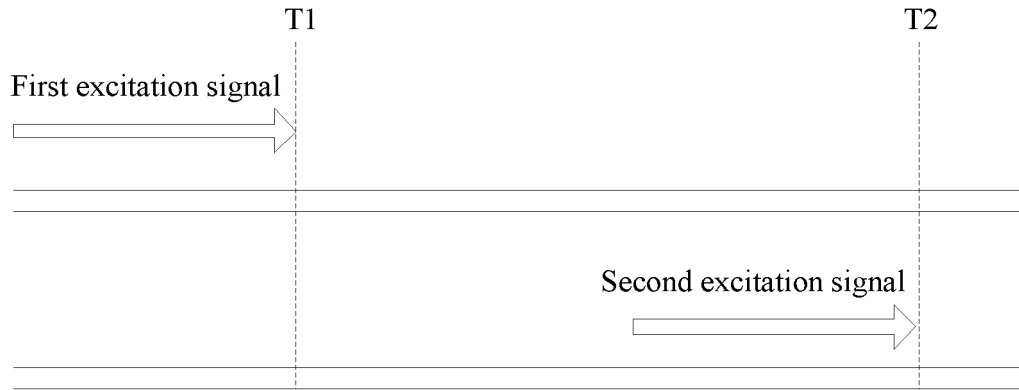 T1
T2
First excitation signal
Second excitation signal